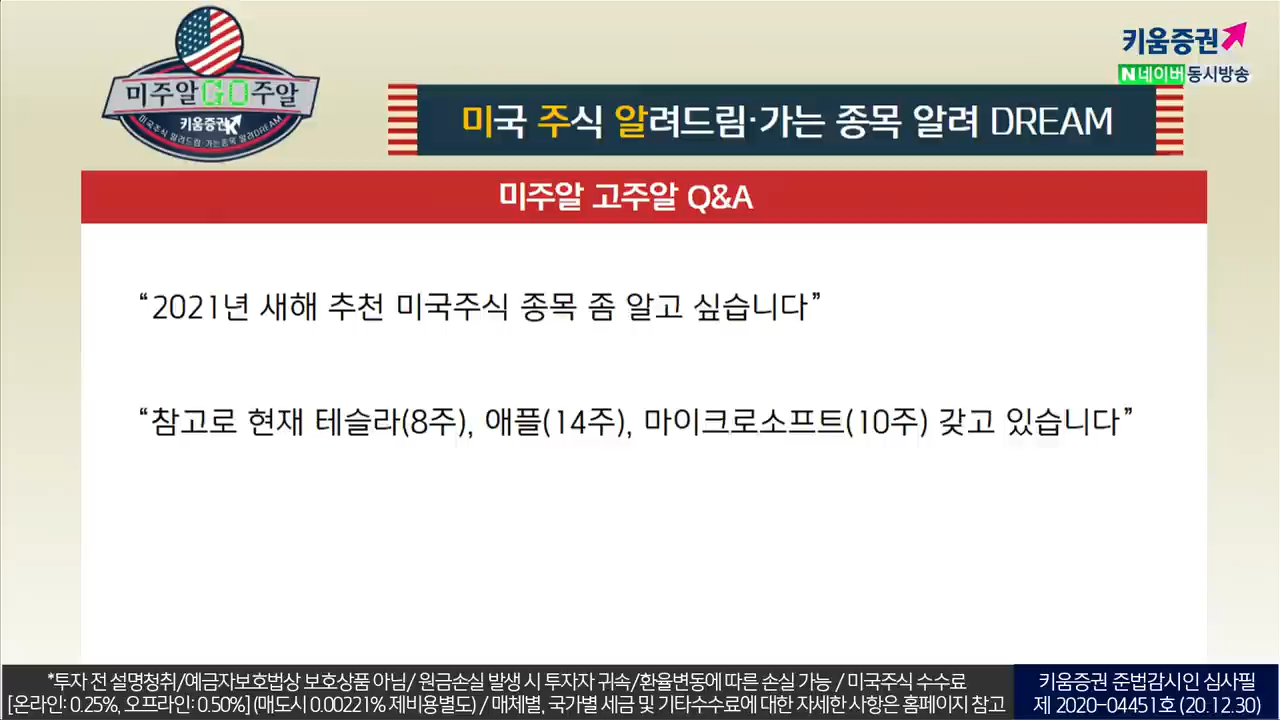 미주알GO주알
미국주식 알려드림·가는종목 알려DREAM
키움증권
키움증권
N 네이버 동시방송
미국 주식 알려드림·가는 종목 알려 DREAM
미주알 고주알 Q&A
“2021년 새해 추천 미국주식 종목 좀 알고 싶습니다”
“참고로 현재 테슬라(8주), 애플(14주), 마이크로소프트(10주) 갖고 있습니다”
*투자 전 설명청취/예금자보호법상 보호상품 아님/ 원금손실 발생 시 투자자 귀속/환율변동에 따른 손실 가능 / 미국주식 수수료
[온라인: 0.25%, 오프라인: 0.50%] (매도시 0.00221% 제비용별도) / 매체별, 국가별 세금 및 기타수수료에 대한 자세한 사항은 홈페이지 참고
키움증권 준법감시인 심사필
제 2020-04451호 (20.12.30)